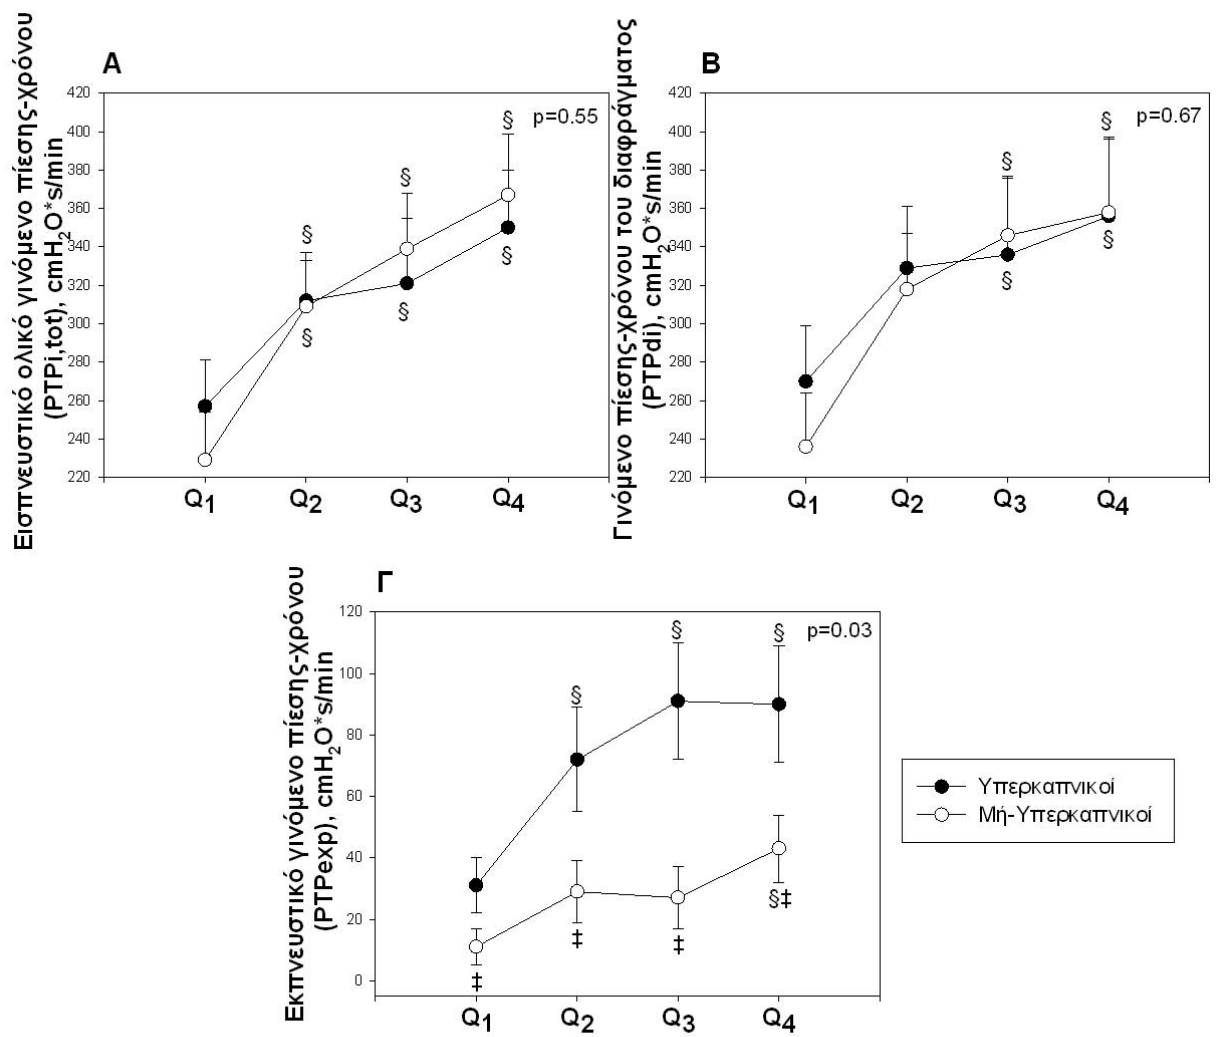 Α
Εισπνευστικό ολικό γινόμενο πίεσης-χρόνου
(PTPi,tot), cmH2O*s/min
420
400
380
360
340
320
300
280
260
240
220
p=0.55
§
§
§
§
§
§
Q1
Q2
Q3
Q4
Β
Γινόμενο πίεσης-χρόνου του διαφράγματος
(PTPdi), cmH2O*s/min
420
400
380
360
340
320
300
280
260
240
220
p=0.67
§
§
§
§
Q1
Q2
Q3
Q4
Γ
Εκπνευστικό γινόμενο πίεσης-χρόνου
(PTPexp), cmH2O*s/min
120
100
80
60
40
20
0
p=0.03
§
§
§
§‡
‡
‡
‡
Q1
Q2
Q3
Q4
Υπερκαπνικοί
Μή-Υπερκαπνικοί